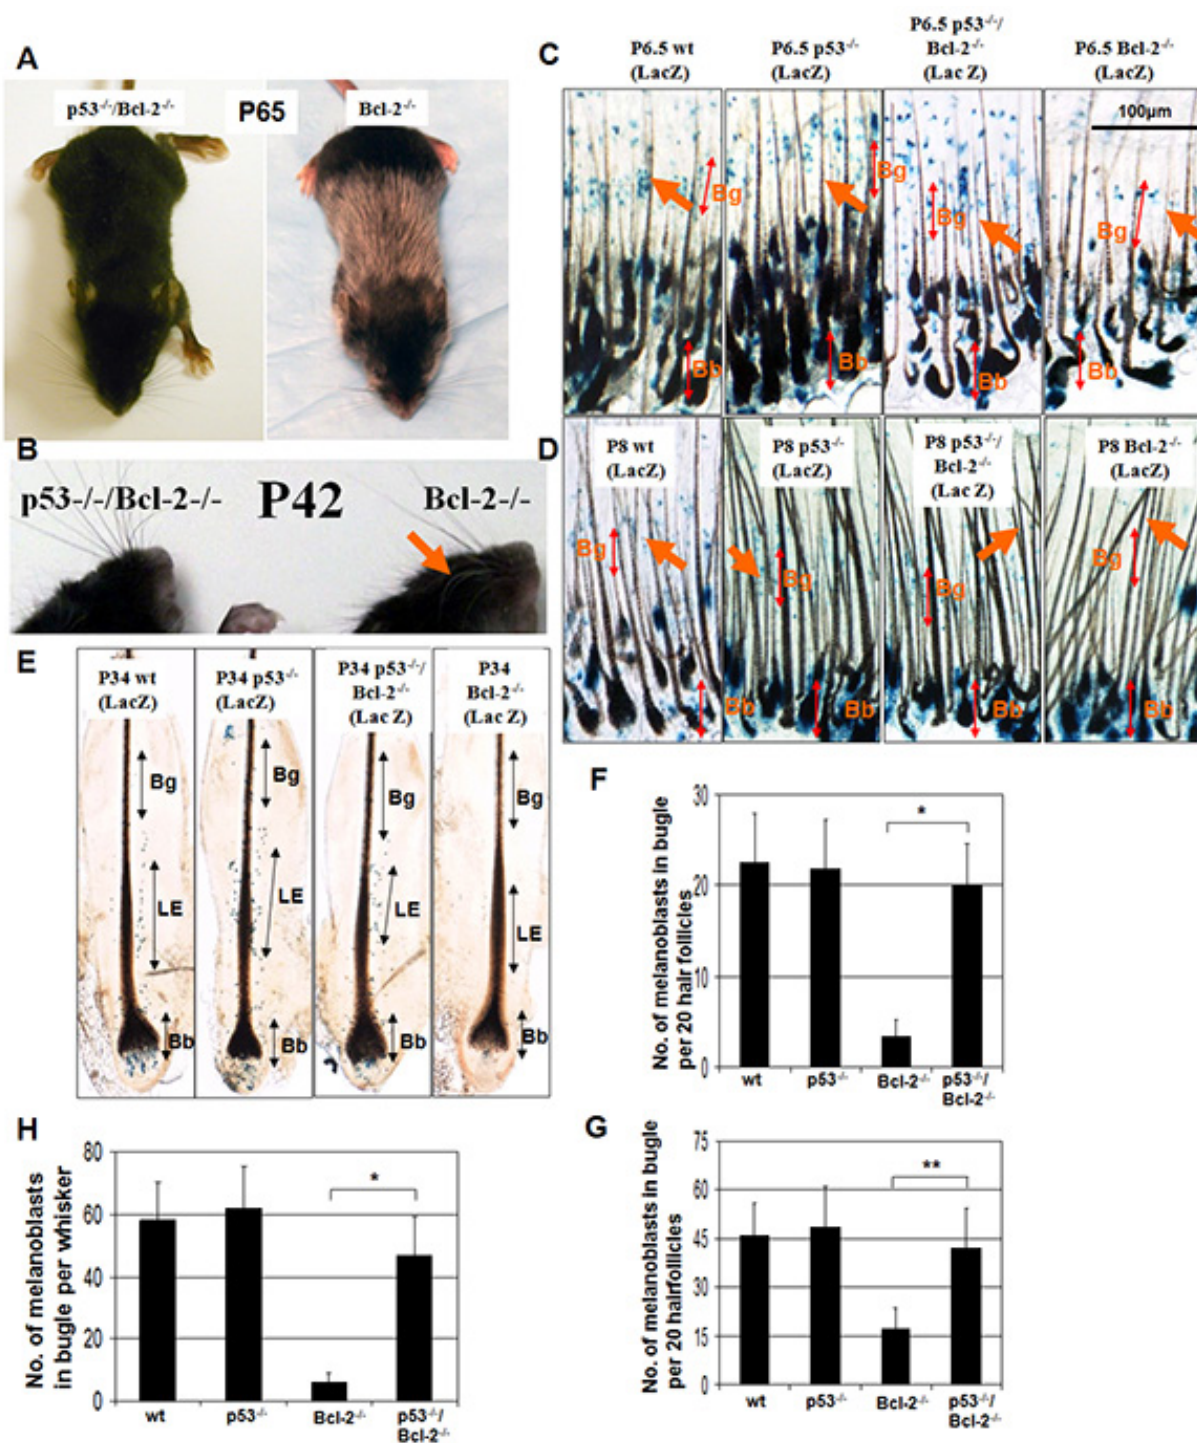 A
p53-/-/Bcl-2-/-
P65
Bcl-2-/-
B
p53-/-/Bcl-2-/-
P42
Bcl-2-/-
C
P6.5 wt
(LacZ)
P6.5 p53-/-
(LacZ)
P6.5 p53-/-/
Bcl-2-/-
(Lac Z)
P6.5 Bcl-2-/-
(LacZ)
100µm
Bg
Bg
Bg
Bg
Bb
Bb
Bb
Bb
D
P8 wt
(LacZ)
P8 p53-/-
(LacZ)
P8 p53-/-/
Bcl-2-/-
(Lac Z)
P8 Bcl-2-/-
(LacZ)
Bg
Bg
Bg
Bg
Bb
Bb
Bb
Bb
E
P34 wt
(LacZ)
P34 p53-/-
(LacZ)
P34 p53-/-/
Bcl-2-/-
(Lac Z)
P34
Bcl-2-/-
(Lac Z)
Bg
Bg
Bg
Bg
LE
LE
LE
LE
Bb
Bb
Bb
Bb
F
No. of melanoblasts in bugle
per 20 hair follicles
30
20
10
0
*
wt
p53-/-
Bcl-2-/-
p53-/-/
Bcl-2-/-
H
No. of melanoblasts
in bugle per whisker
80
60
40
20
0
*
wt
p53-/-
Bcl-2-/-
p53-/-/
Bcl-2-/-
G
No. of melanoblasts in bugle
per 20 hairfollicles
75
60
45
30
15
0
**
wt
p53-/-
Bcl-2-/-
p53-/-/
Bcl-2-/-